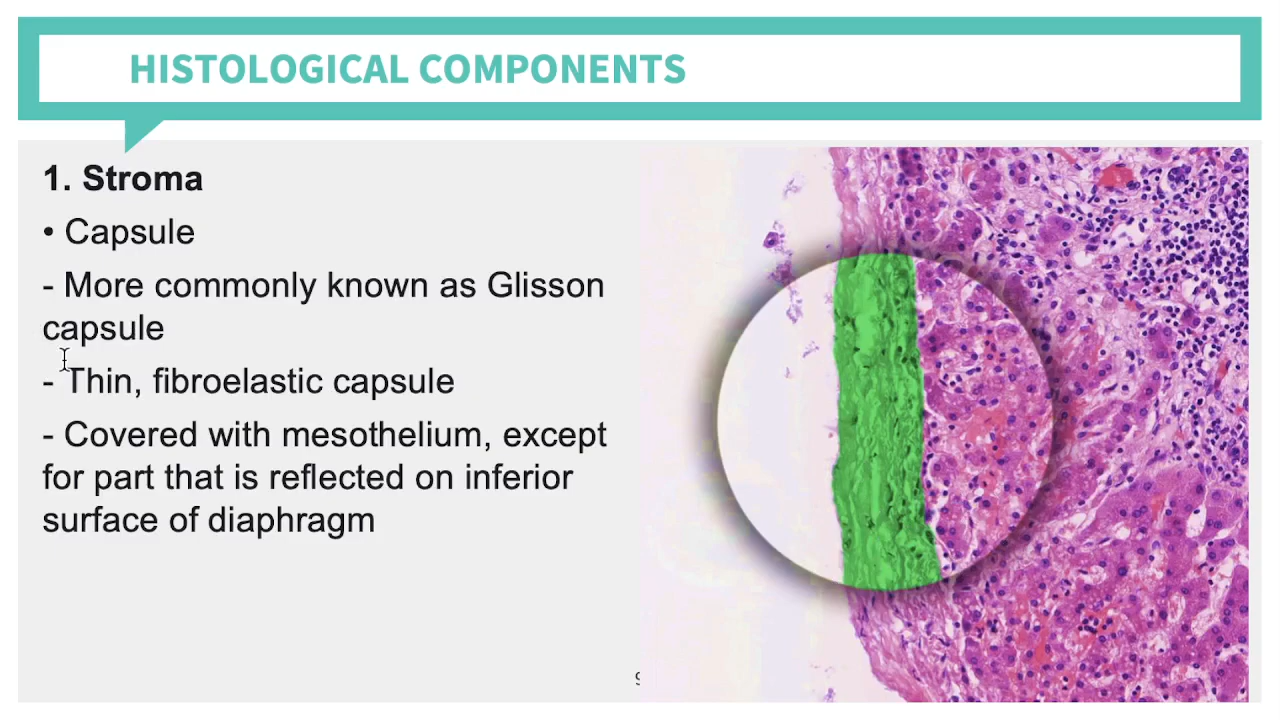 HISTOLOGICAL COMPONENTS
1. Stroma
• Capsule
- More commonly known as Glisson
capsule
- Thin, fibroelastic capsule
- Covered with mesothelium, except
for part that is reflected on inferior
surface of diaphragm
9